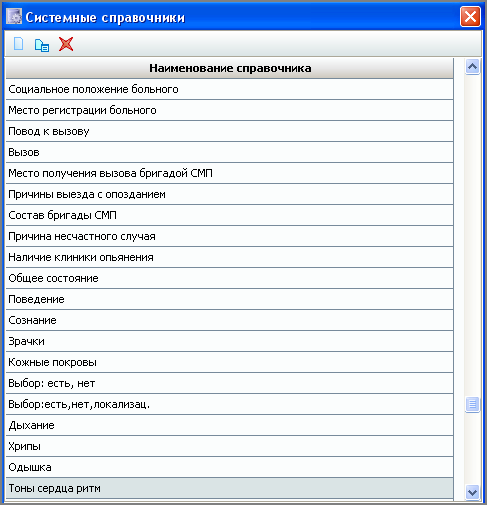 Системные справочники
Наименование справочника
Социальное положение больного
Место регистрации больного
Повод к вызову
Вызов
Место получения вызова бригадой СМП
Причины выезда с опозданием
Состав бригады СМП
Причина несчастного случая
Наличие клиники опьянения
Общее состояние
Поведение
Сознание
Зрачки
Кожные покровы
Выбор: есть, нет
Выбор:есть,нет,локализац.
Дыхание
Хрипы
Одышка
Тоны сердца ритм